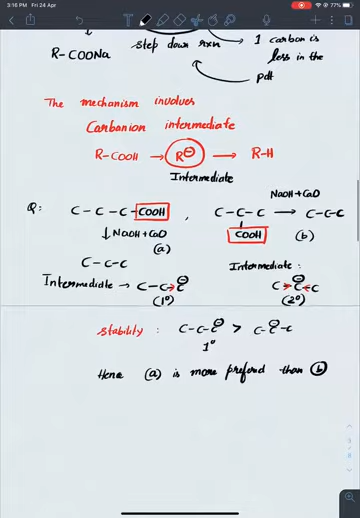 3:16 PM Fri 24 Apr
93%
R-COONa
step down rxn
1 carbon is
less in the
pdt
The mechanism involves
Carbanion intermediate
R-COOH → R⊖ → R-H
Intermediate
Q: C-C-C-COOH , C-C-C → C-C-C
NaOH+CaO
COOH
(b)
↓NaOH+CaO
(a)
C-C-C
Intermediate → C-C→C⊖
(1°)
Intermediate :
C→C⊖←C
(2°)
stability : C-C-C⊖ > C-C⊖-C
1°
Hence (a) is more prefered than (b)